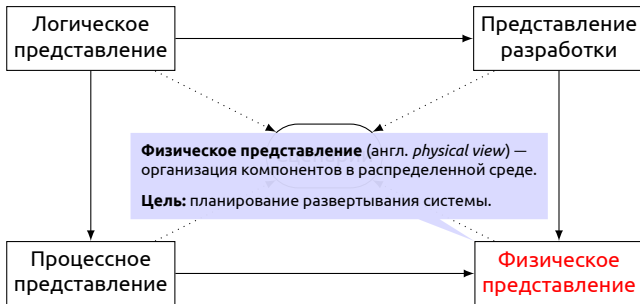 Логическое
представление
Представление
разработки
Физическое представление (англ. physical view) —
организация компонентов в распределенной среде.
Цель: планирование развертывания системы.
Процессное
представление
Физическое
представление